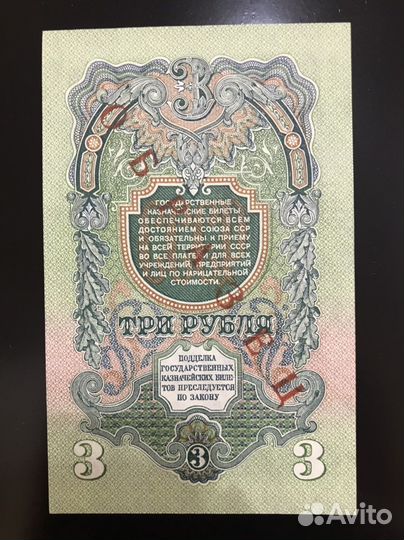 3
ОБРАЗЕЦ
ГОСУДАРСТВЕННЫЕ
КАЗНАЧЕЙСКИЕ БИЛЕТЫ
ОБЕСПЕЧИВАЮТСЯ ВСЕМ
ДОСТОЯНИЕМ СОЮЗА ССР
И ОБЯЗАТЕЛЬНЫ К ПРИЕМУ
НА ВСЕЙ ТЕРРИТОРИИ СССР
ВО ВСЕ ПЛАТЕЖИ ДЛЯ ВСЕХ
УЧРЕЖДЕНИЙ, ПРЕДПРИЯТИЙ
И ЛИЦ ПО НАРИЦАТЕЛЬНОЙ
СТОИМОСТИ.
ТРИ РУБЛЯ
ПОДДЕЛКА
ГОСУДАРСТВЕННЫХ
КАЗНАЧЕЙСКИХ БИЛЕ-
ТОВ ПРЕСЛЕДУЕТСЯ
ПО ЗАКОНУ
3 3 3
Avito